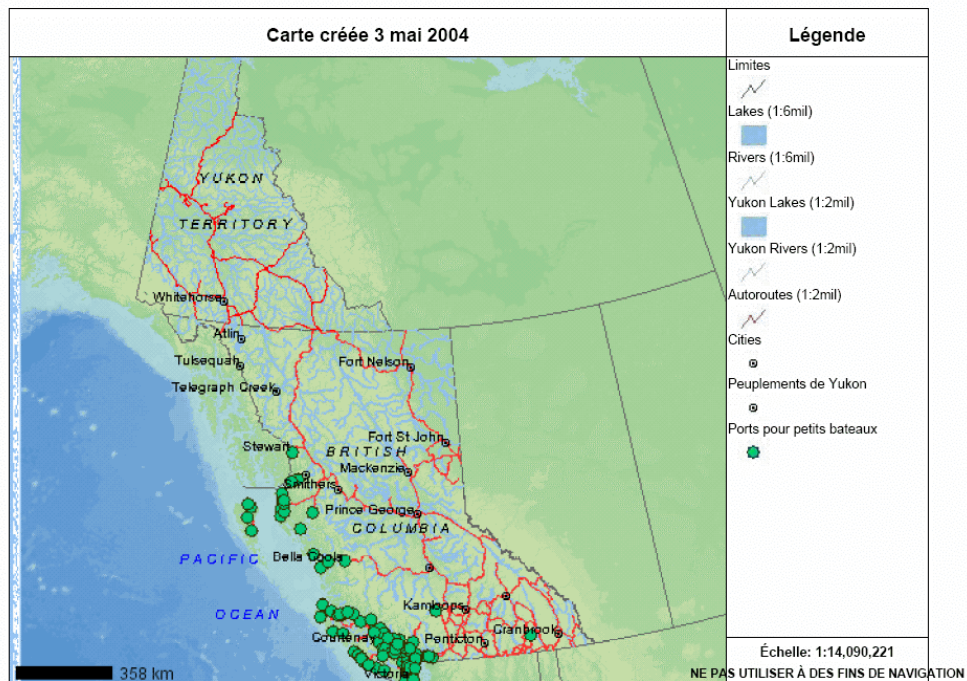 Carte créée 3 mai 2004
Légende
Limites
Lakes (1:6mil)
Rivers (1:6mil)
Yukon Lakes (1:2mil)
Yukon Rivers (1:2mil)
Autoroutes (1:2mil)
Cities
Peuplements de Yukon
Ports pour petits bateaux
YUKON
TERRITORY
Whitehorse
Atlin
Tulsequah
Telegraph Creek
Fort Nelson
Stewart
Fort St John
BRITISH
Mackenzie
Smithers
Prince George
COLUMBIA
PACIFIC
Bella Coola
OCEAN
Kamloops
Courtenay
Penticton
Cranbrook
Victoria
358 km
Échelle: 1:14,090,221
NE PAS UTILISER À DES FINS DE NAVIGATION